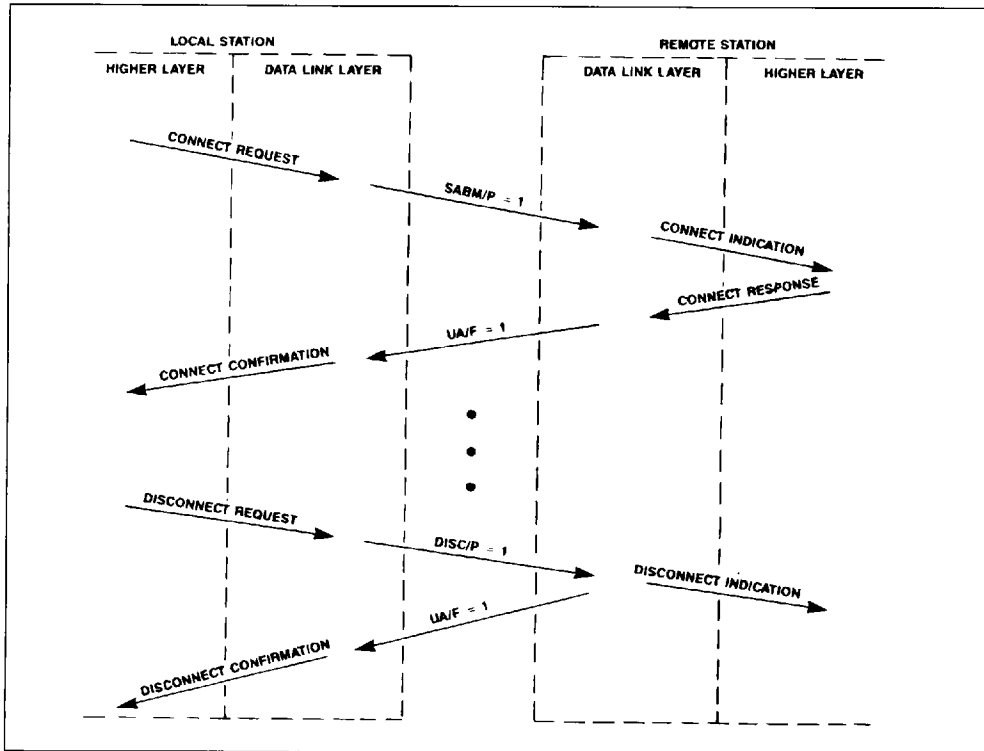 LOCAL STATION
REMOTE STATION
HIGHER LAYER
DATA LINK LAYER
DATA LINK LAYER
HIGHER LAYER
CONNECT REQUEST
SABM/P = 1
CONNECT INDICATION
CONNECT RESPONSE
UA/F = 1
CONNECT CONFIRMATION
DISCONNECT REQUEST
DISC/P = 1
DISCONNECT INDICATION
UA/F = 1
DISCONNECT CONFIRMATION